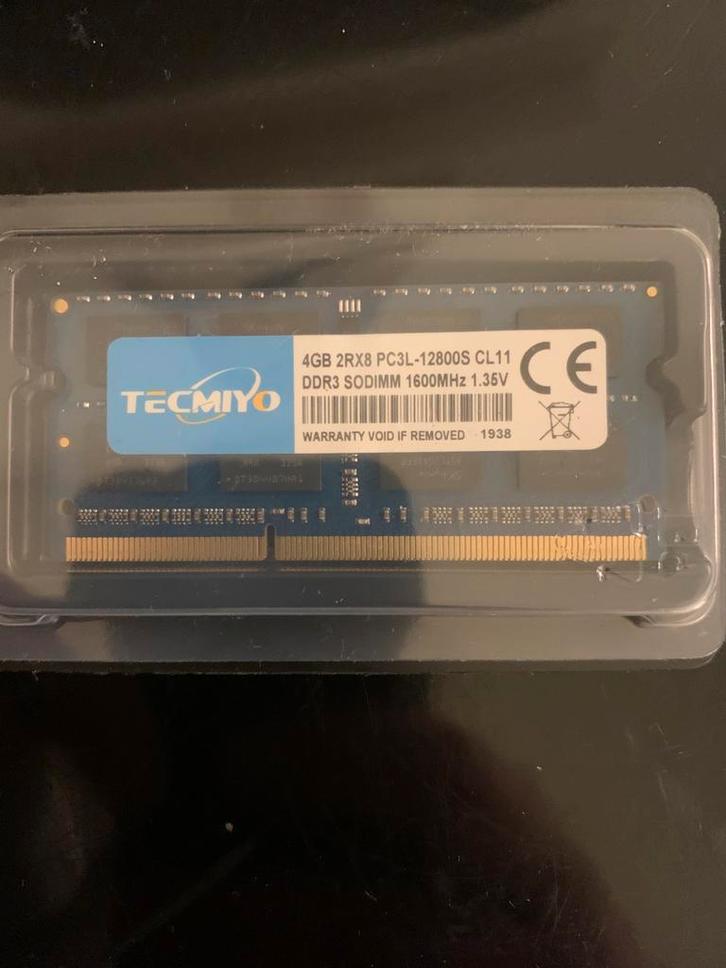 TECMIYO
4GB 2RX8 PC3L-12800S CL11
DDR3 SODIMM 1600MHz 1.35V
WARRANTY VOID IF REMOVED 1938
CE